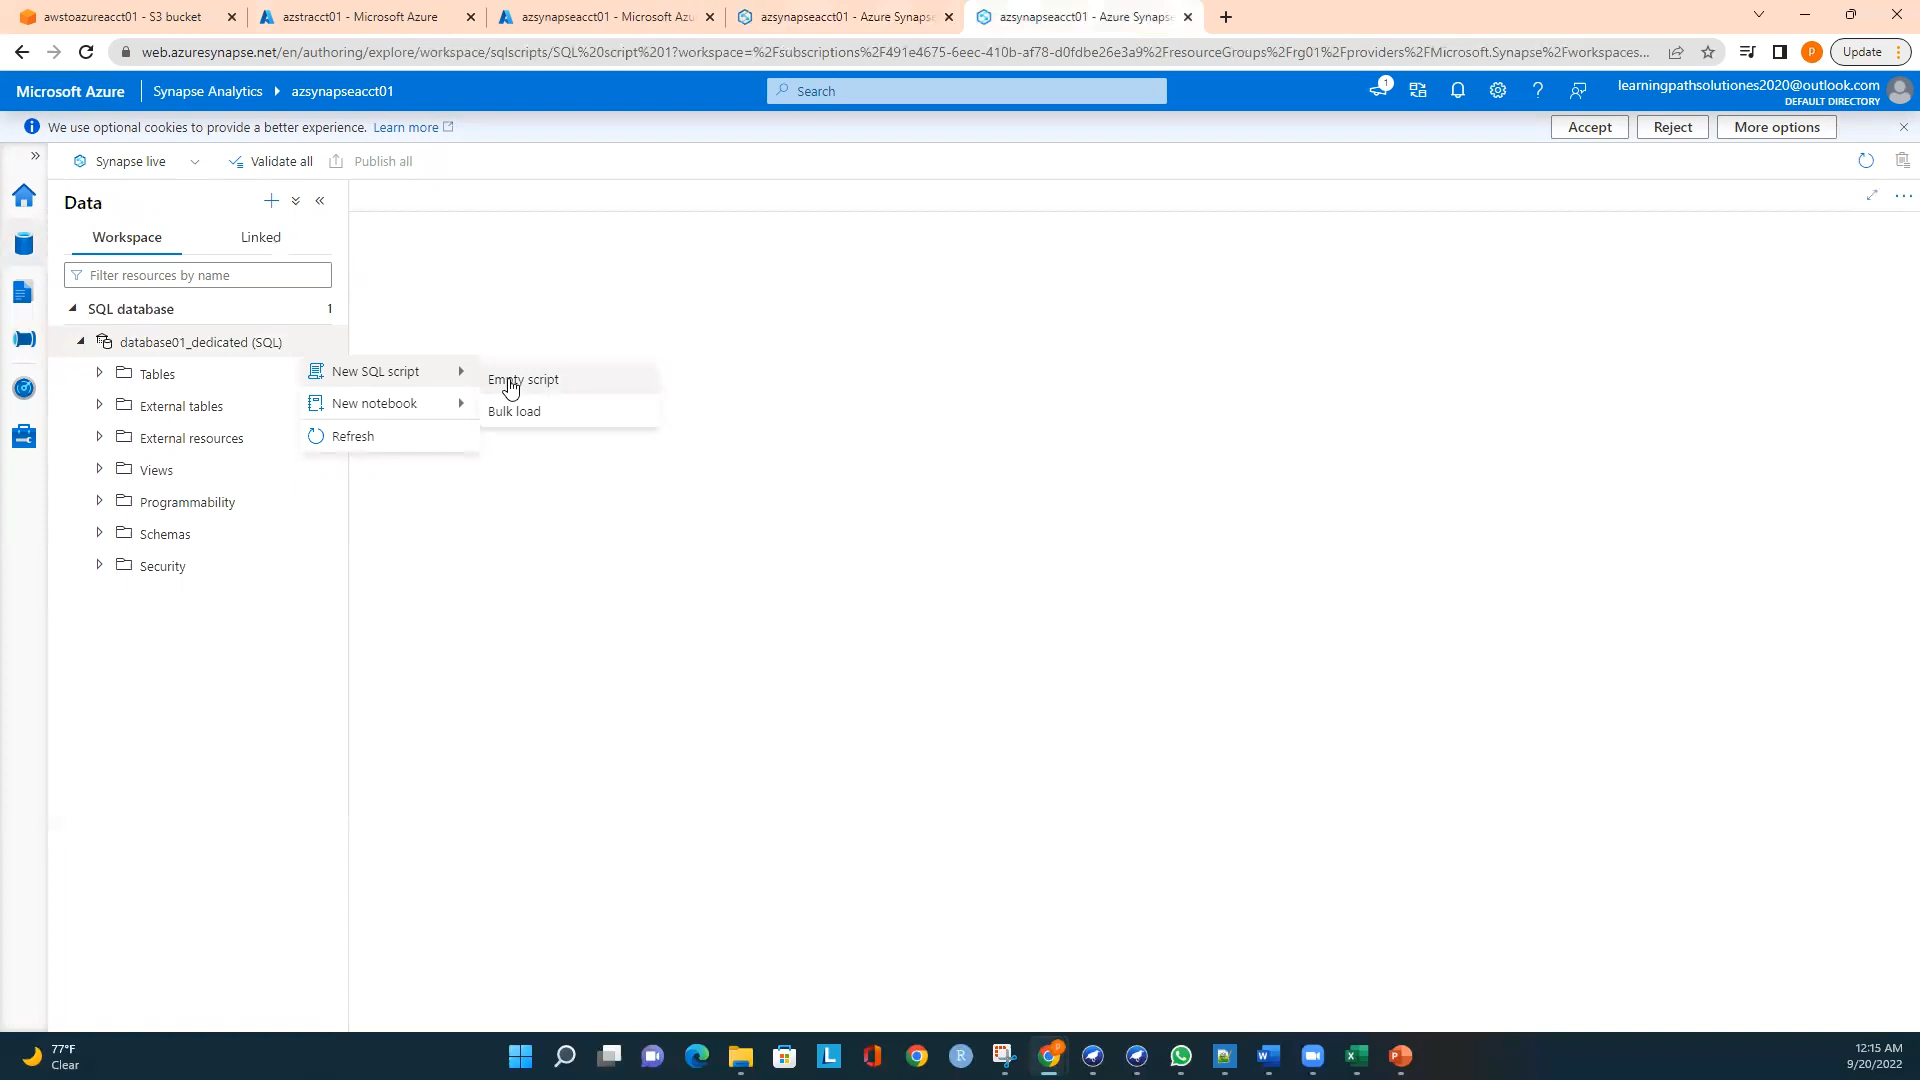 awstoazureacct01 - S3 bucket
azstracct01 - Microsoft Azure
azsynapseacct01 - Microsoft Azu
azsynapseacct01 - Azure Synapse
azsynapseacct01 - Azure Synaps
web.azuresynapse.net/en/authoring/explore/workspace/sqlscripts/SQL%20script%201?workspace=%2Fsubscriptions%2F491e4675-6eec-410b-af78-d0fdbe26e3a9%2FresourceGroups%2Frg01%2Fproviders%2FMicrosoft.Synapse%2Fworkspaces...
P
Update
Microsoft Azure
Synapse Analytics
azsynapseacct01
Search
1
learningpathsolutiones2020@outlook.com
DEFAULT DIRECTORY
We use optional cookies to provide a better experience. Learn more
Accept
Reject
More options
Synapse live
Validate all
Publish all
Data
Workspace
Linked
Filter resources by name
SQL database
1
database01_dedicated (SQL)
Tables
External tables
External resources
Views
Programmability
Schemas
Security
New SQL script
New notebook
Refresh
Empty script
Bulk load
77°F
Clear
12:15 AM
9/20/2022